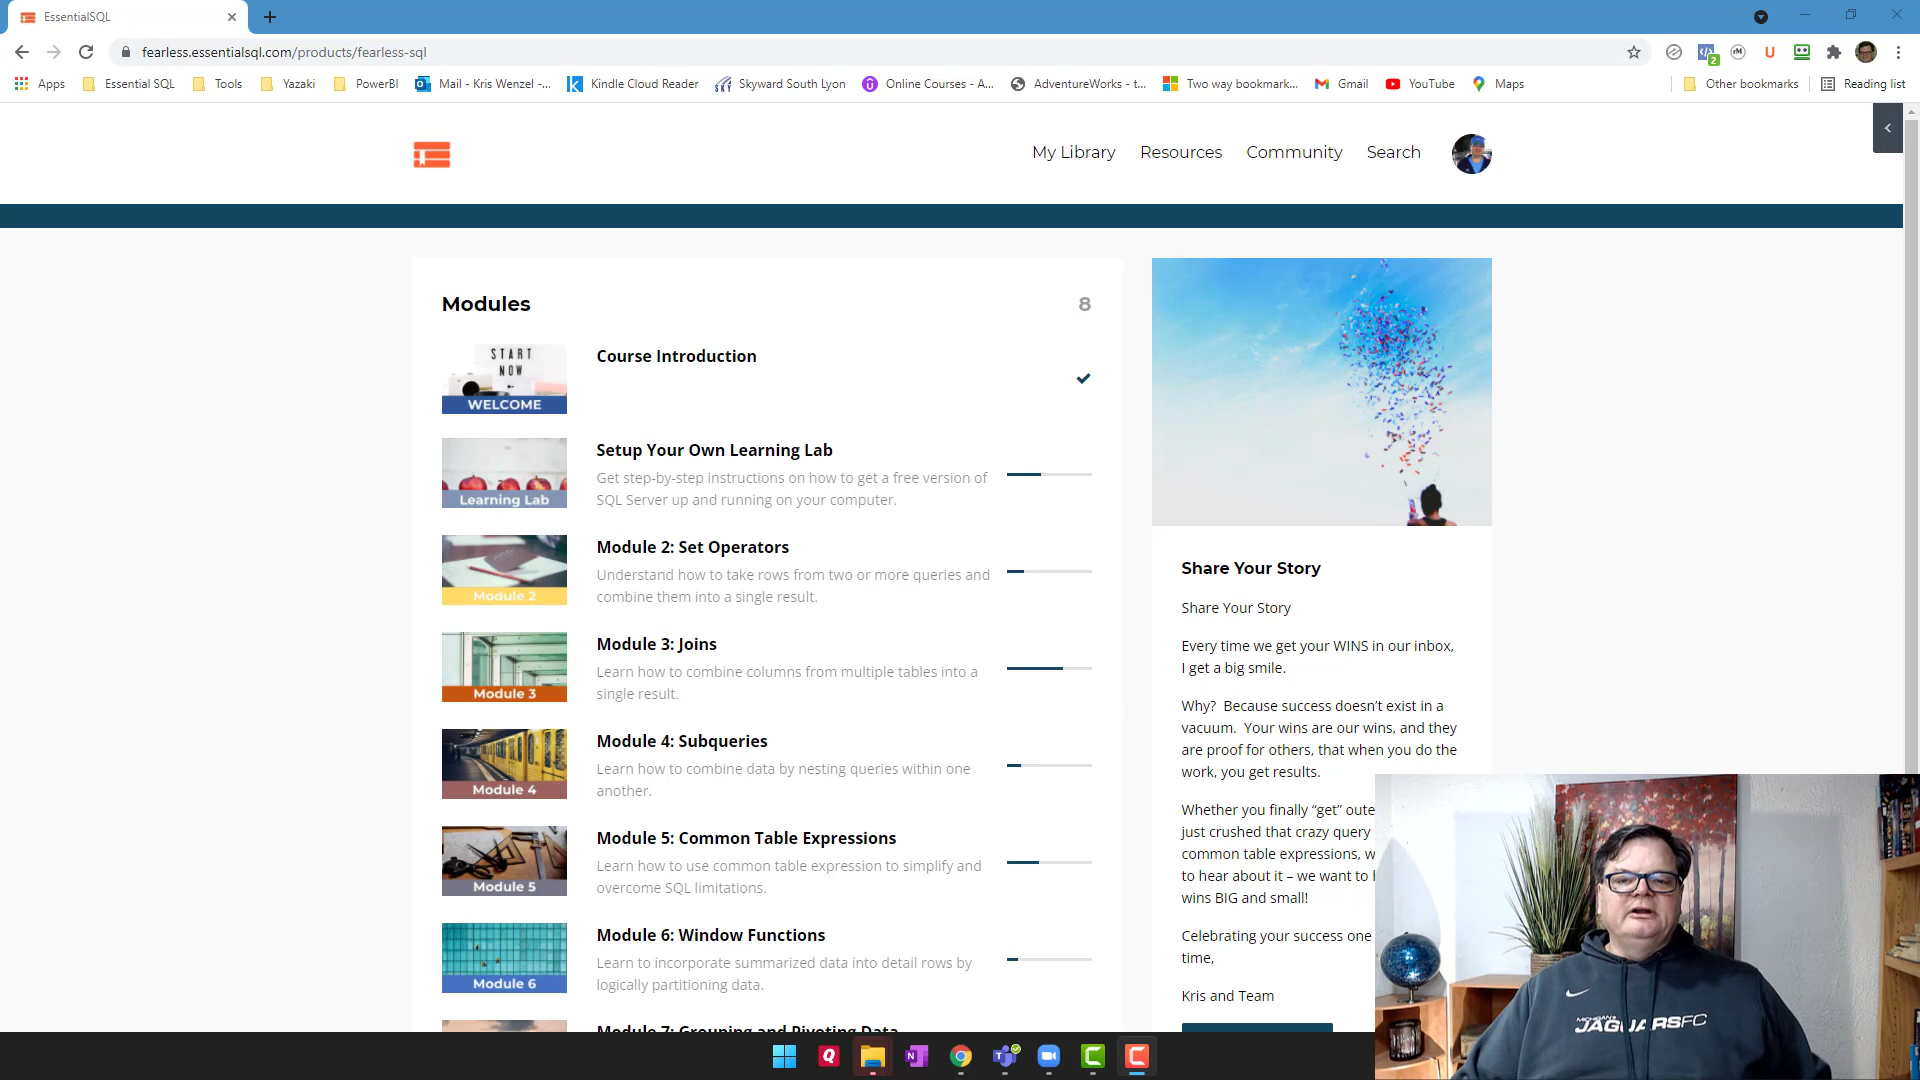 EssentialSQL
fearless.essentialsql.com/products/fearless-sql
2
Apps
Essential SQL
Tools
Yazaki
PowerBI
Mail - Kris Wenzel -...
Kindle Cloud Reader
Skyward South Lyon
Online Courses - A...
AdventureWorks - t...
Two way bookmark...
Gmail
YouTube
Maps
Other bookmarks
Reading list
My Library
Resources
Community
Search
Modules
8
START
NOW
WELCOME
Course Introduction
Learning Lab
Setup Your Own Learning Lab
Get step-by-step instructions on how to get a free version of
SQL Server up and running on your computer.
Module 2
Module 2: Set Operators
Understand how to take rows from two or more queries and
combine them into a single result.
Module 3
Module 3: Joins
Learn how to combine columns from multiple tables into a
single result.
Module 4
Module 4: Subqueries
Learn how to combine data by nesting queries within one
another.
Module 5
Module 5: Common Table Expressions
Learn how to use common table expression to simplify and
overcome SQL limitations.
Module 6
Module 6: Window Functions
Learn to incorporate summarized data into detail rows by
logically partitioning data.
Module 7: Grouping and Pivoting Data
Share Your Story
Share Your Story
Every time we get your WINS in our inbox,
I get a big smile.
Why? Because success doesn't exist in a
vacuum. Your wins are our wins, and they
are proof for others, that when you do the
work, you get results.
Whether you finally "get" oute
just crushed that crazy query
common table expressions, w
to hear about it – we want to
wins BIG and small!
Celebrating your success one
time,
Kris and Team
MICHIGAN
JAGUARSFC